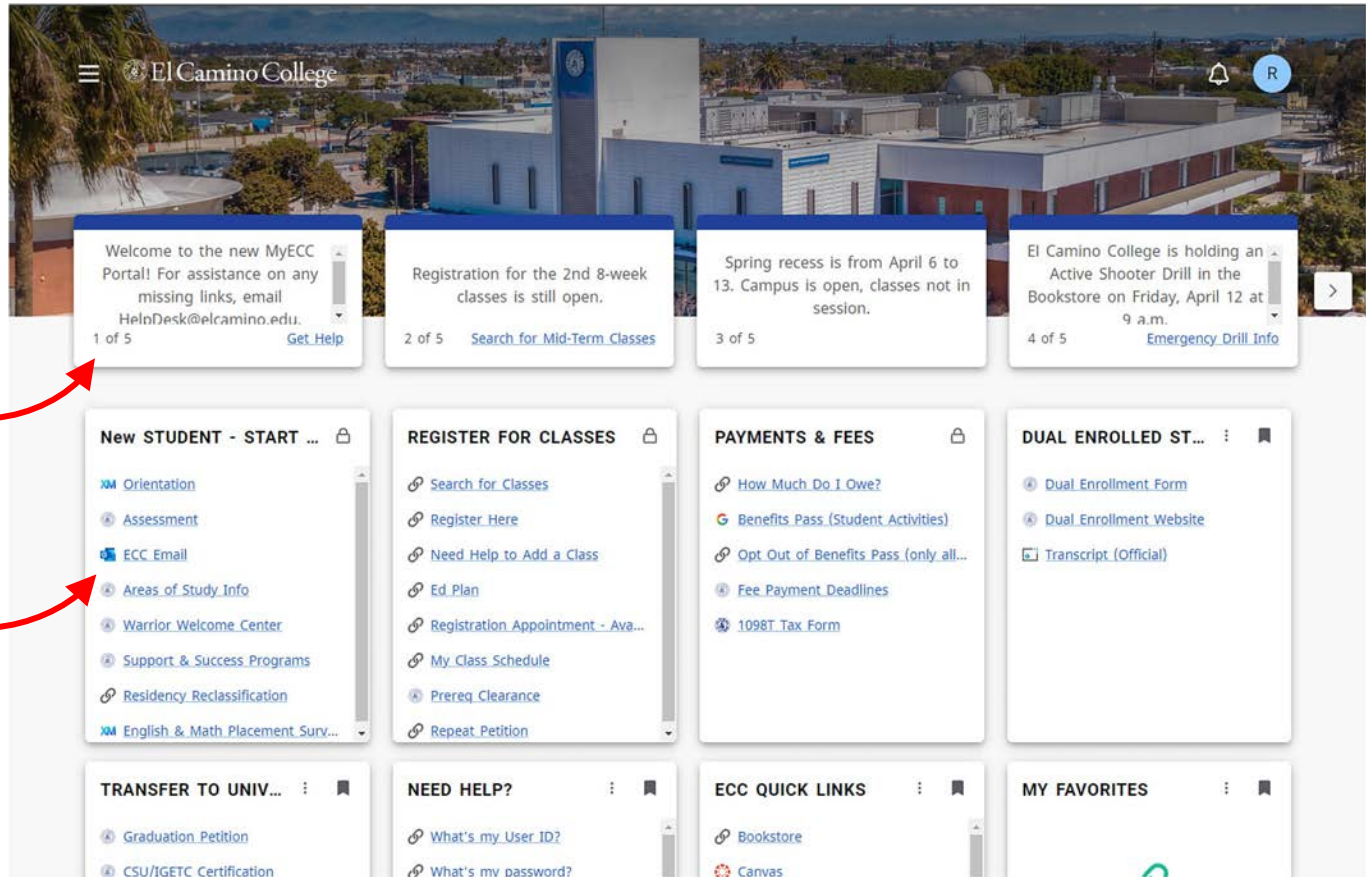 El Camino College
R
Welcome to the new MyECC
Portal! For assistance on any
missing links, email
HelpDesk@elcamino.edu.
1 of 5 Get Help
Registration for the 2nd 8-week
classes is still open.
2 of 5 Search for Mid-Term Classes
Spring recess is from April 6 to
13. Campus is open, classes not in
session.
3 of 5
El Camino College is holding an
Active Shooter Drill in the
Bookstore on Friday, April 12 at
9 a.m.
4 of 5 Emergency Drill Info
New STUDENT - START ...
XM Orientation
Assessment
ECC Email
Areas of Study Info
Warrior Welcome Center
Support & Success Programs
Residency Reclassification
XM English & Math Placement Surv...
REGISTER FOR CLASSES
Search for Classes
Register Here
Need Help to Add a Class
Ed Plan
Registration Appointment - Ava...
My Class Schedule
Prereq Clearance
Repeat Petition
PAYMENTS & FEES
How Much Do I Owe?
G Benefits Pass (Student Activities)
Opt Out of Benefits Pass (only all...
Fee Payment Deadlines
1098T Tax Form
DUAL ENROLLED ST...
Dual Enrollment Form
Dual Enrollment Website
Transcript (Official)
TRANSFER TO UNIV...
Graduation Petition
CSU/IGETC Certification
NEED HELP?
What's my User ID?
What's my password?
ECC QUICK LINKS
Bookstore
Canvas
MY FAVORITES